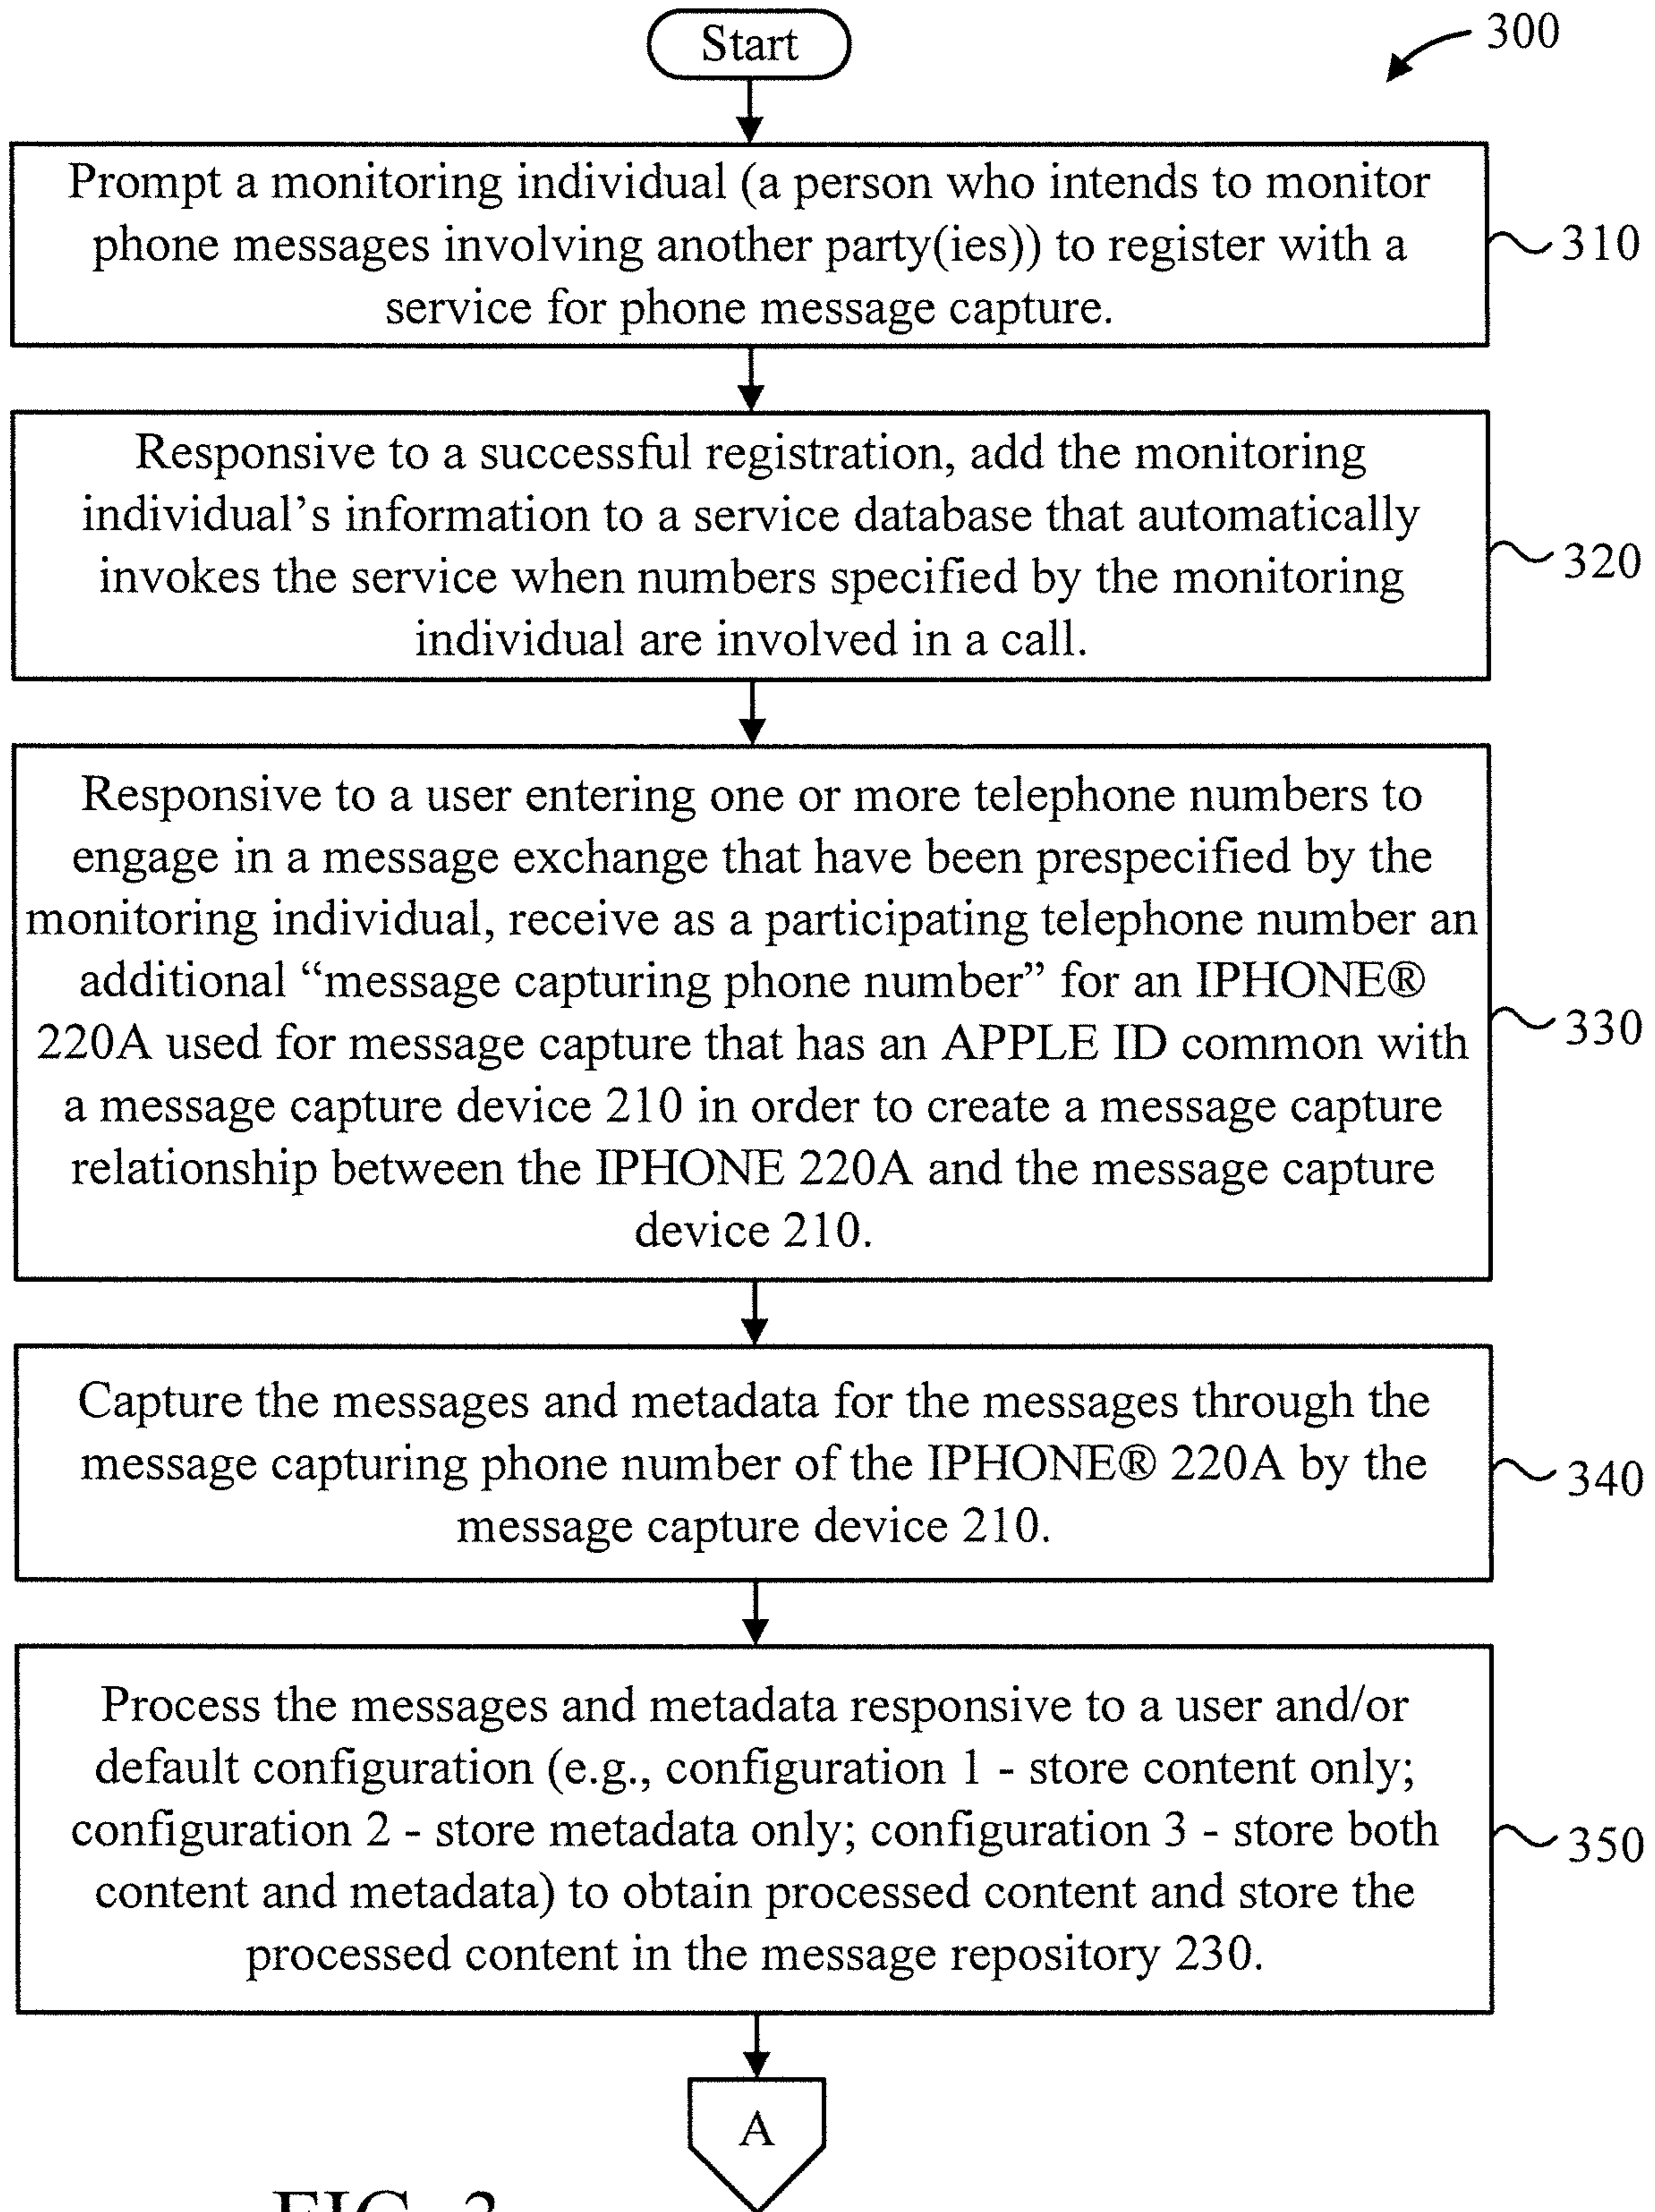 Start
300
Prompt a monitoring individual (a person who intends to monitor
phone messages involving another party(ies)) to register with a
service for phone message capture.
310
Responsive to a successful registration, add the monitoring
individual’s information to a service database that automatically
invokes the service when numbers specified by the monitoring
individual are involved in a call.
320
Responsive to a user entering one or more telephone numbers to
engage in a message exchange that have been prespecified by the
monitoring individual, receive as a participating telephone number an
additional “message capturing phone number” for an IPHONE®
220A used for message capture that has an APPLE ID common with
a message capture device 210 in order to create a message capture
relationship between the IPHONE 220A and the message capture
device 210.
330
Capture the messages and metadata for the messages through the
message capturing phone number of the IPHONE® 220A by the
message capture device 210.
340
Process the messages and metadata responsive to a user and/or
default configuration (e.g., configuration 1 - store content only;
configuration 2 - store metadata only; configuration 3 - store both
content and metadata) to obtain processed content and store the
processed content in the message repository 230.
350
A
FIG. 3